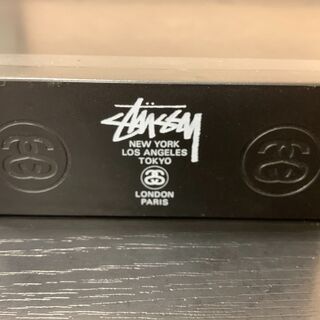 STÜSSY
NEW YORK
LOS ANGELES
TOKYO
LONDON
PARIS